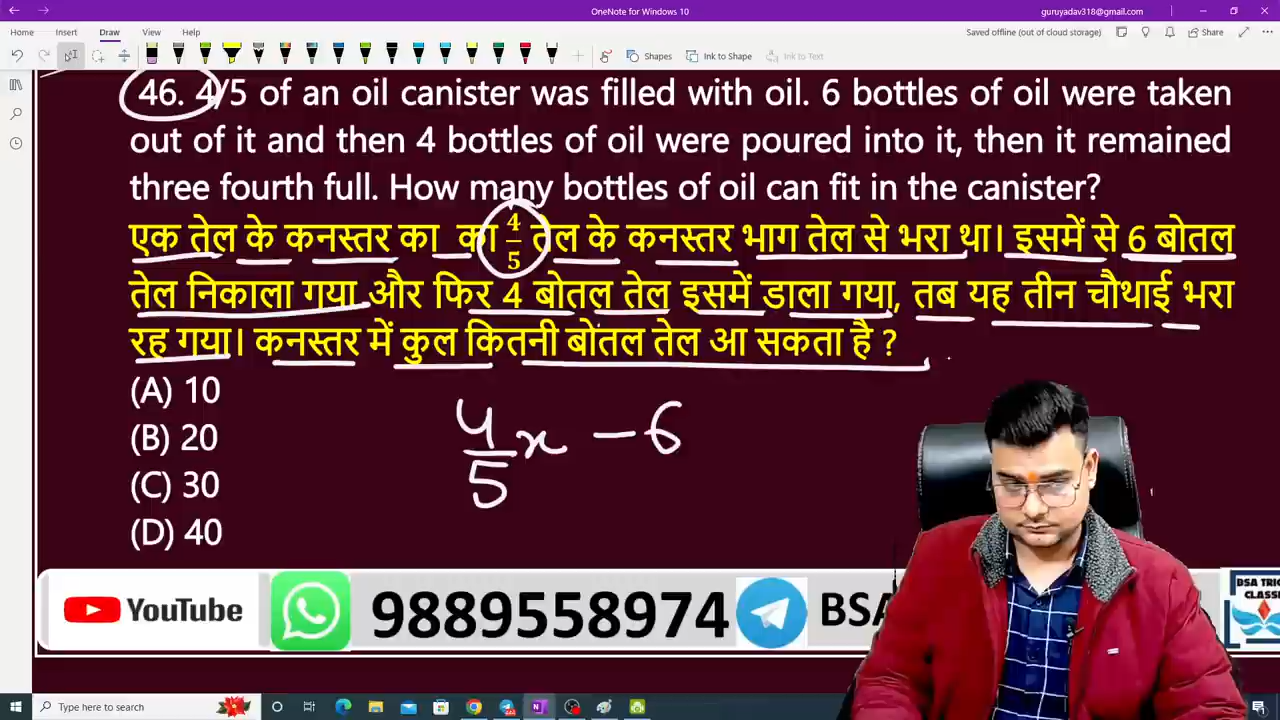 OneNote for Windows 10
guruyadav318@gmail.com
Home Insert Draw View Help
Saved offline (out of cloud storage)
Share
Shapes
Ink to Shape
Ink to Text
46. 4/5 of an oil canister was filled with oil. 6 bottles of oil were taken
out of it and then 4 bottles of oil were poured into it, then it remained
three fourth full. How many bottles of oil can fit in the canister?
एक तेल के कनस्तर का का 4/5 तेल के कनस्तर भाग तेल से भरा था। इसमें से 6 बोतल
तेल निकाला गया और फिर 4 बोतल तेल इसमें डाला गया, तब यह तीन चौथाई भरा
रह गया। कनस्तर में कुल कितनी बोतल तेल आ सकता है ?
(A) 10
(B) 20
(C) 30
(D) 40
4/5 x - 6
YouTube
9889558974
BSA
BSA TRIC
CLASSE
Type here to search